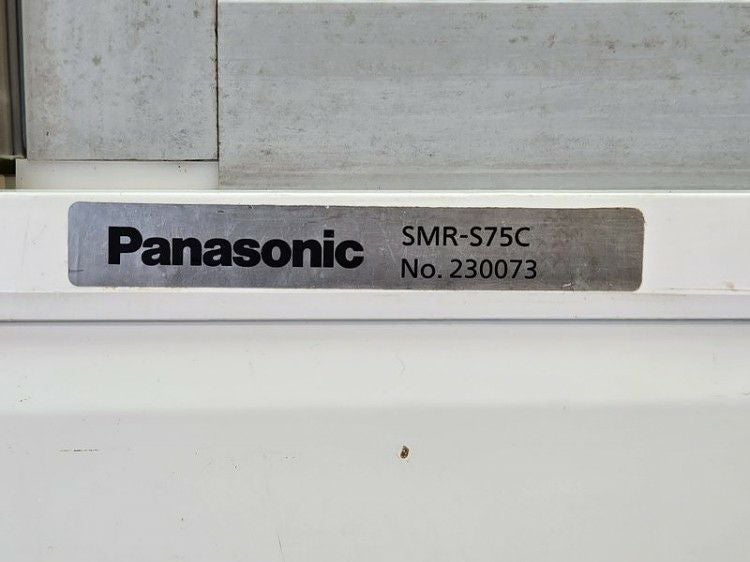 Panasonic
SMR-S75C
No. 230073